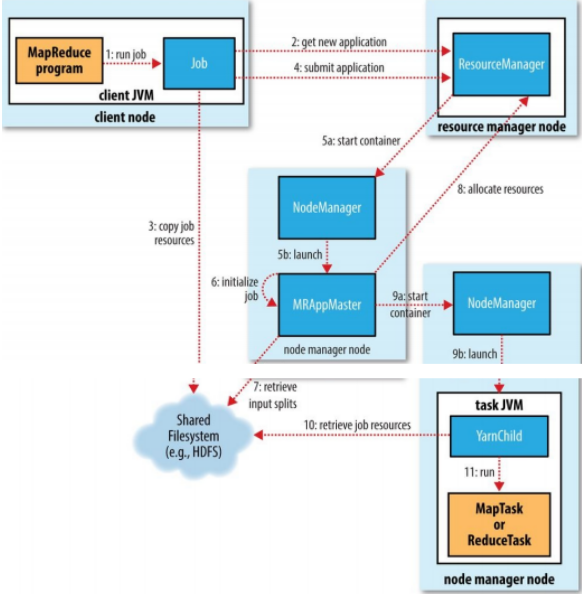 MapReduce
program
1: run job
Job
client JVM
client node
2: get new application
4: submit application
ResourceManager
resource manager node
5a: start container
3: copy job
resources
NodeManager
5b: launch
8: allocate resources
6: initialize
job
MRAppMaster
9a: start
container
node manager node
NodeManager
9b: launch
7: retrieve
input splits
Shared
Filesystem
(e.g., HDFS)
10: retrieve job resources
task JVM
YarnChild
11: run
MapTask
or
ReduceTask
node manager node